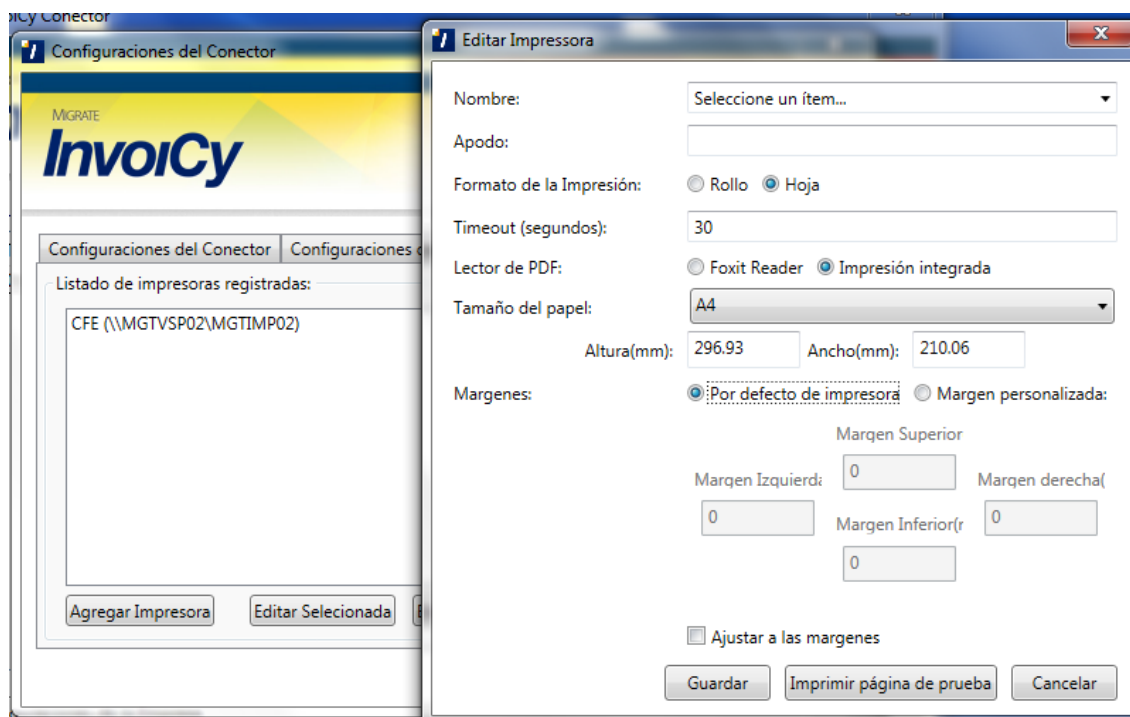 Cy Conector
Configuraciones del Conector
MIGRATE
InvoiCy
Configuraciones del Conector
Configuraciones
Listado de impresoras registradas:
CFE (\\MGTVSP02\MGTIMP02)
Agregar Impresora
Editar Selecionada
Editar Impressora
X
Nombre:
Seleccione un ítem...
Apodo:
Formato de la Impresión:
Rollo
Hoja
Timeout (segundos):
30
Lector de PDF:
Foxit Reader
Impresión integrada
Tamaño del papel:
A4
Altura(mm):
296.93
Ancho(mm):
210.06
Margenes:
Por defecto de impresora
Margen personalizada:
Margen Superior
0
Margen Izquierda
0
Margen derecha(
0
Margen Inferior(r
0
Ajustar a las margenes
Guardar
Imprimir página de prueba
Cancelar